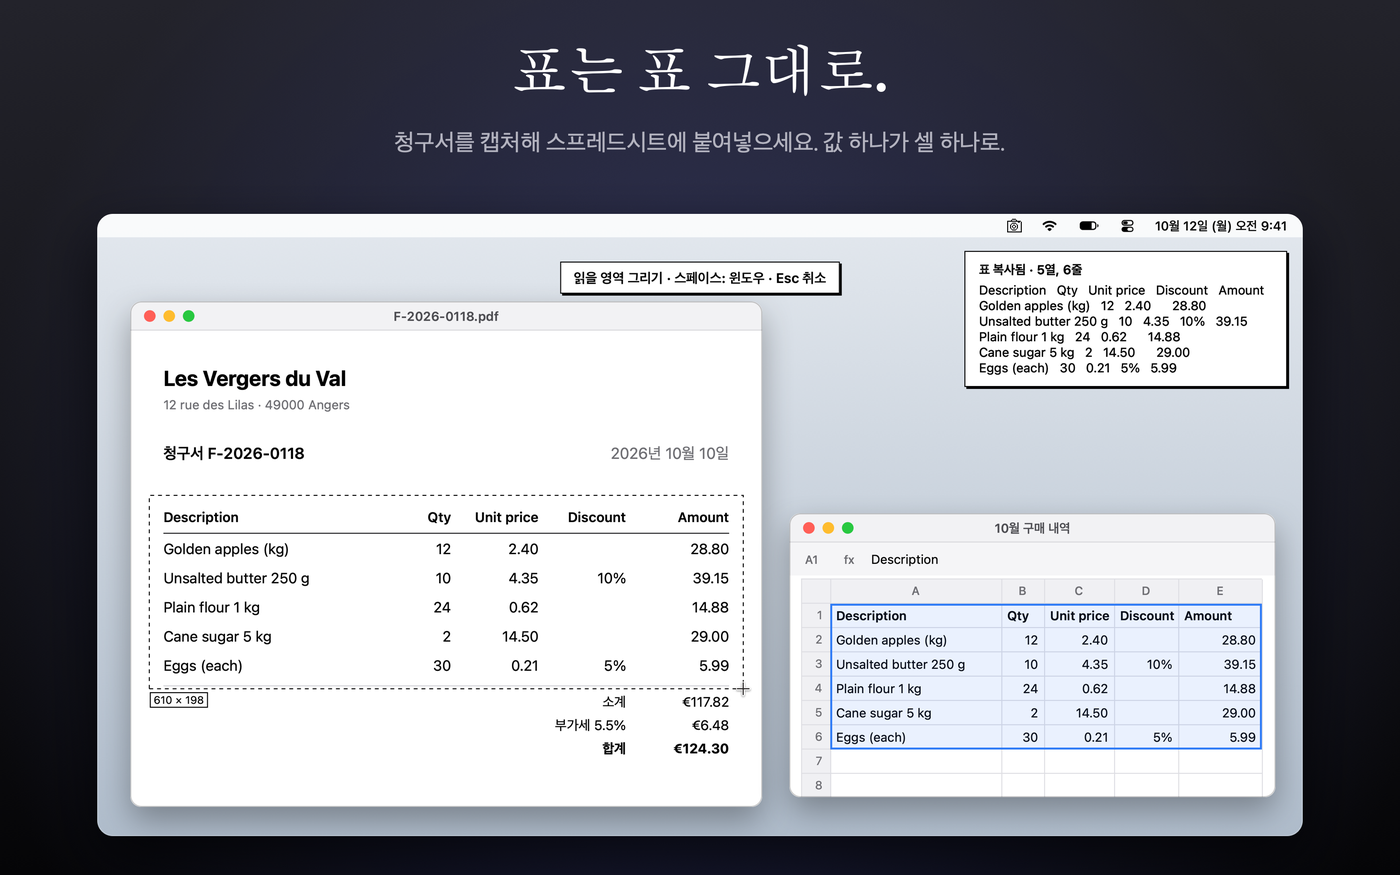 표는 표 그대로.
청구서를 캡처해 스프레드시트에 붙여넣으세요. 값 하나가 셀 하나로.
10월 12일 (월) 오전 9:41
읽을 영역 그리기 · 스페이스: 윈도우 · Esc 취소
표 복사됨 · 5열, 6줄
Description Qty Unit price Discount Amount
Golden apples (kg) 12 2.40 28.80
Unsalted butter 250 g 10 4.35 10% 39.15
Plain flour 1 kg 24 0.62 14.88
Cane sugar 5 kg 2 14.50 29.00
Eggs (each) 30 0.21 5% 5.99
F-2026-0118.pdf
Les Vergers du Val
12 rue des Lilas · 49000 Angers
청구서 F-2026-0118 2026년 10월 10일
Description Qty Unit price Discount Amount
Golden apples (kg) 12 2.40 28.80
Unsalted butter 250 g 10 4.35 10% 39.15
Plain flour 1 kg 24 0.62 14.88
Cane sugar 5 kg 2 14.50 29.00
Eggs (each) 30 0.21 5% 5.99
610 × 198
소계 €117.82
부가세 5.5% €6.48
합계 €124.30
10월 구매 내역
A1 fx Description
A B C D E
1 Description Qty Unit price Discount Amount
2 Golden apples (kg) 12 2.40 28.80
3 Unsalted butter 250 g 10 4.35 10% 39.15
4 Plain flour 1 kg 24 0.62 14.88
5 Cane sugar 5 kg 2 14.50 29.00
6 Eggs (each) 30 0.21 5% 5.99
7
8